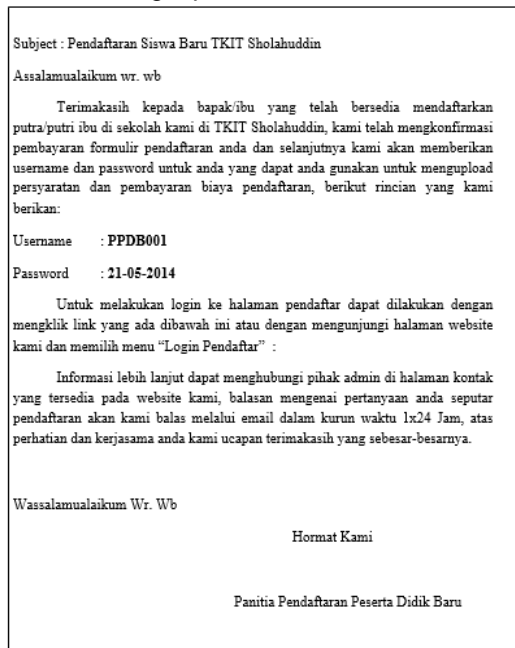 Subject : Pendaftaran Siswa Baru TKIT Sholahuddin
Assalamualaikum wr. wb
Terimakasih kepada bapak/ibu yang telah bersedia mendaftarkan
putra/putri ibu di sekolah kami di TKIT Sholahuddin, kami telah mengkonfirmasi
pembayaran formulir pendaftaran anda dan selanjutnya kami akan memberikan
username dan password untuk anda yang dapat anda gunakan untuk mengupload
persyaratan dan pembayaran biaya pendaftaran, berikut rincian yang kami
berikan:
Username : PPDB001
Password : 21-05-2014
Untuk melakukan login ke halaman pendaftar dapat dilakukan dengan
mengklik link yang ada dibawah ini atau dengan mengunjungi halaman website
kami dan memilih menu “Login Pendaftar” :
Informasi lebih lanjut dapat menghubungi pihak admin di halaman kontak
yang tersedia pada website kami, balasan mengenai pertanyaan anda seputar
pendaftaran akan kami balas melalui email dalam kurun waktu 1x24 Jam, atas
perhatian dan kerjasama anda kami ucapan terimakasih yang sebesar-besarnya.
Wassalamualaikum Wr. Wb
Hormat Kami
Panitia Pendaftaran Peserta Didik Baru